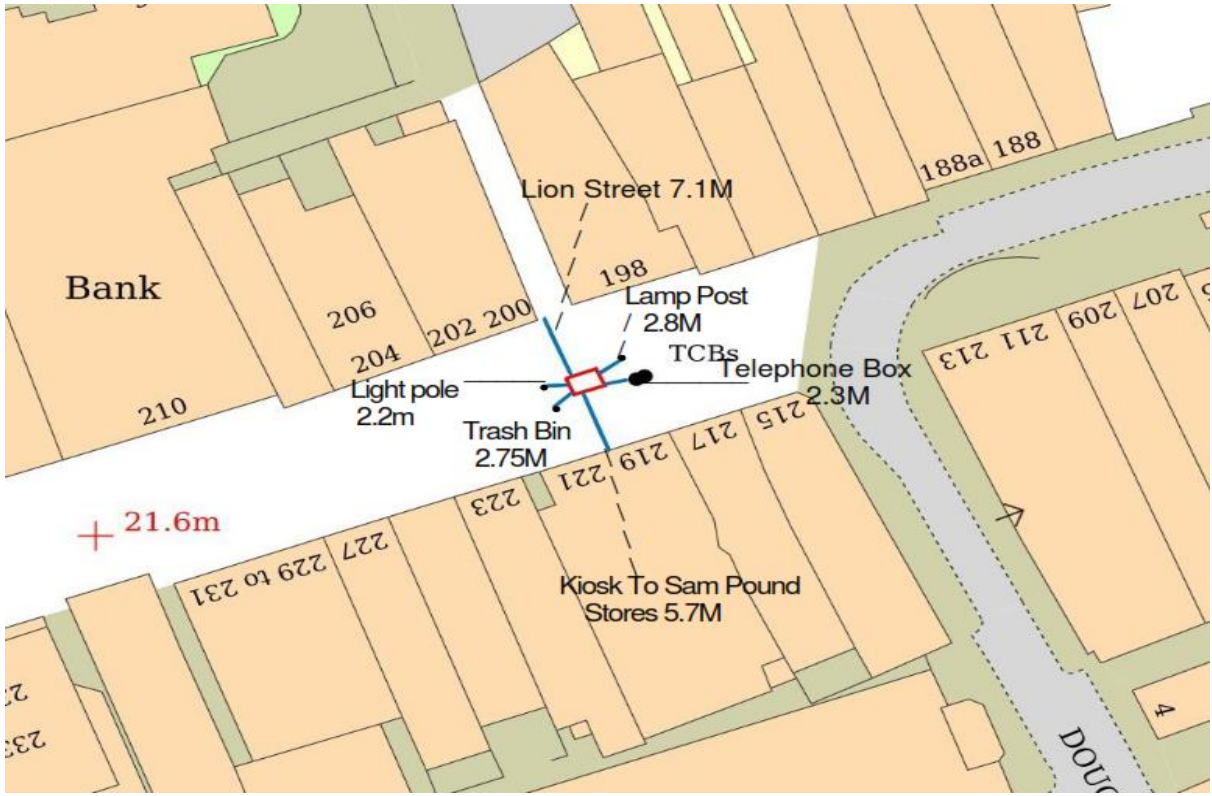 188a 188
Lion Street 7.1M
Bank
198
Lamp Post
2.8M
206
202 200
204
TCBs
Telephone Box
2.3M
Light pole
2.2m
210
Trash Bin
2.75M
207
209
211
213
215
217
219
221
223
21.6m
227
229 to 231
Kiosk To Sam Pound
Stores 5.7M
233
4
DOUG